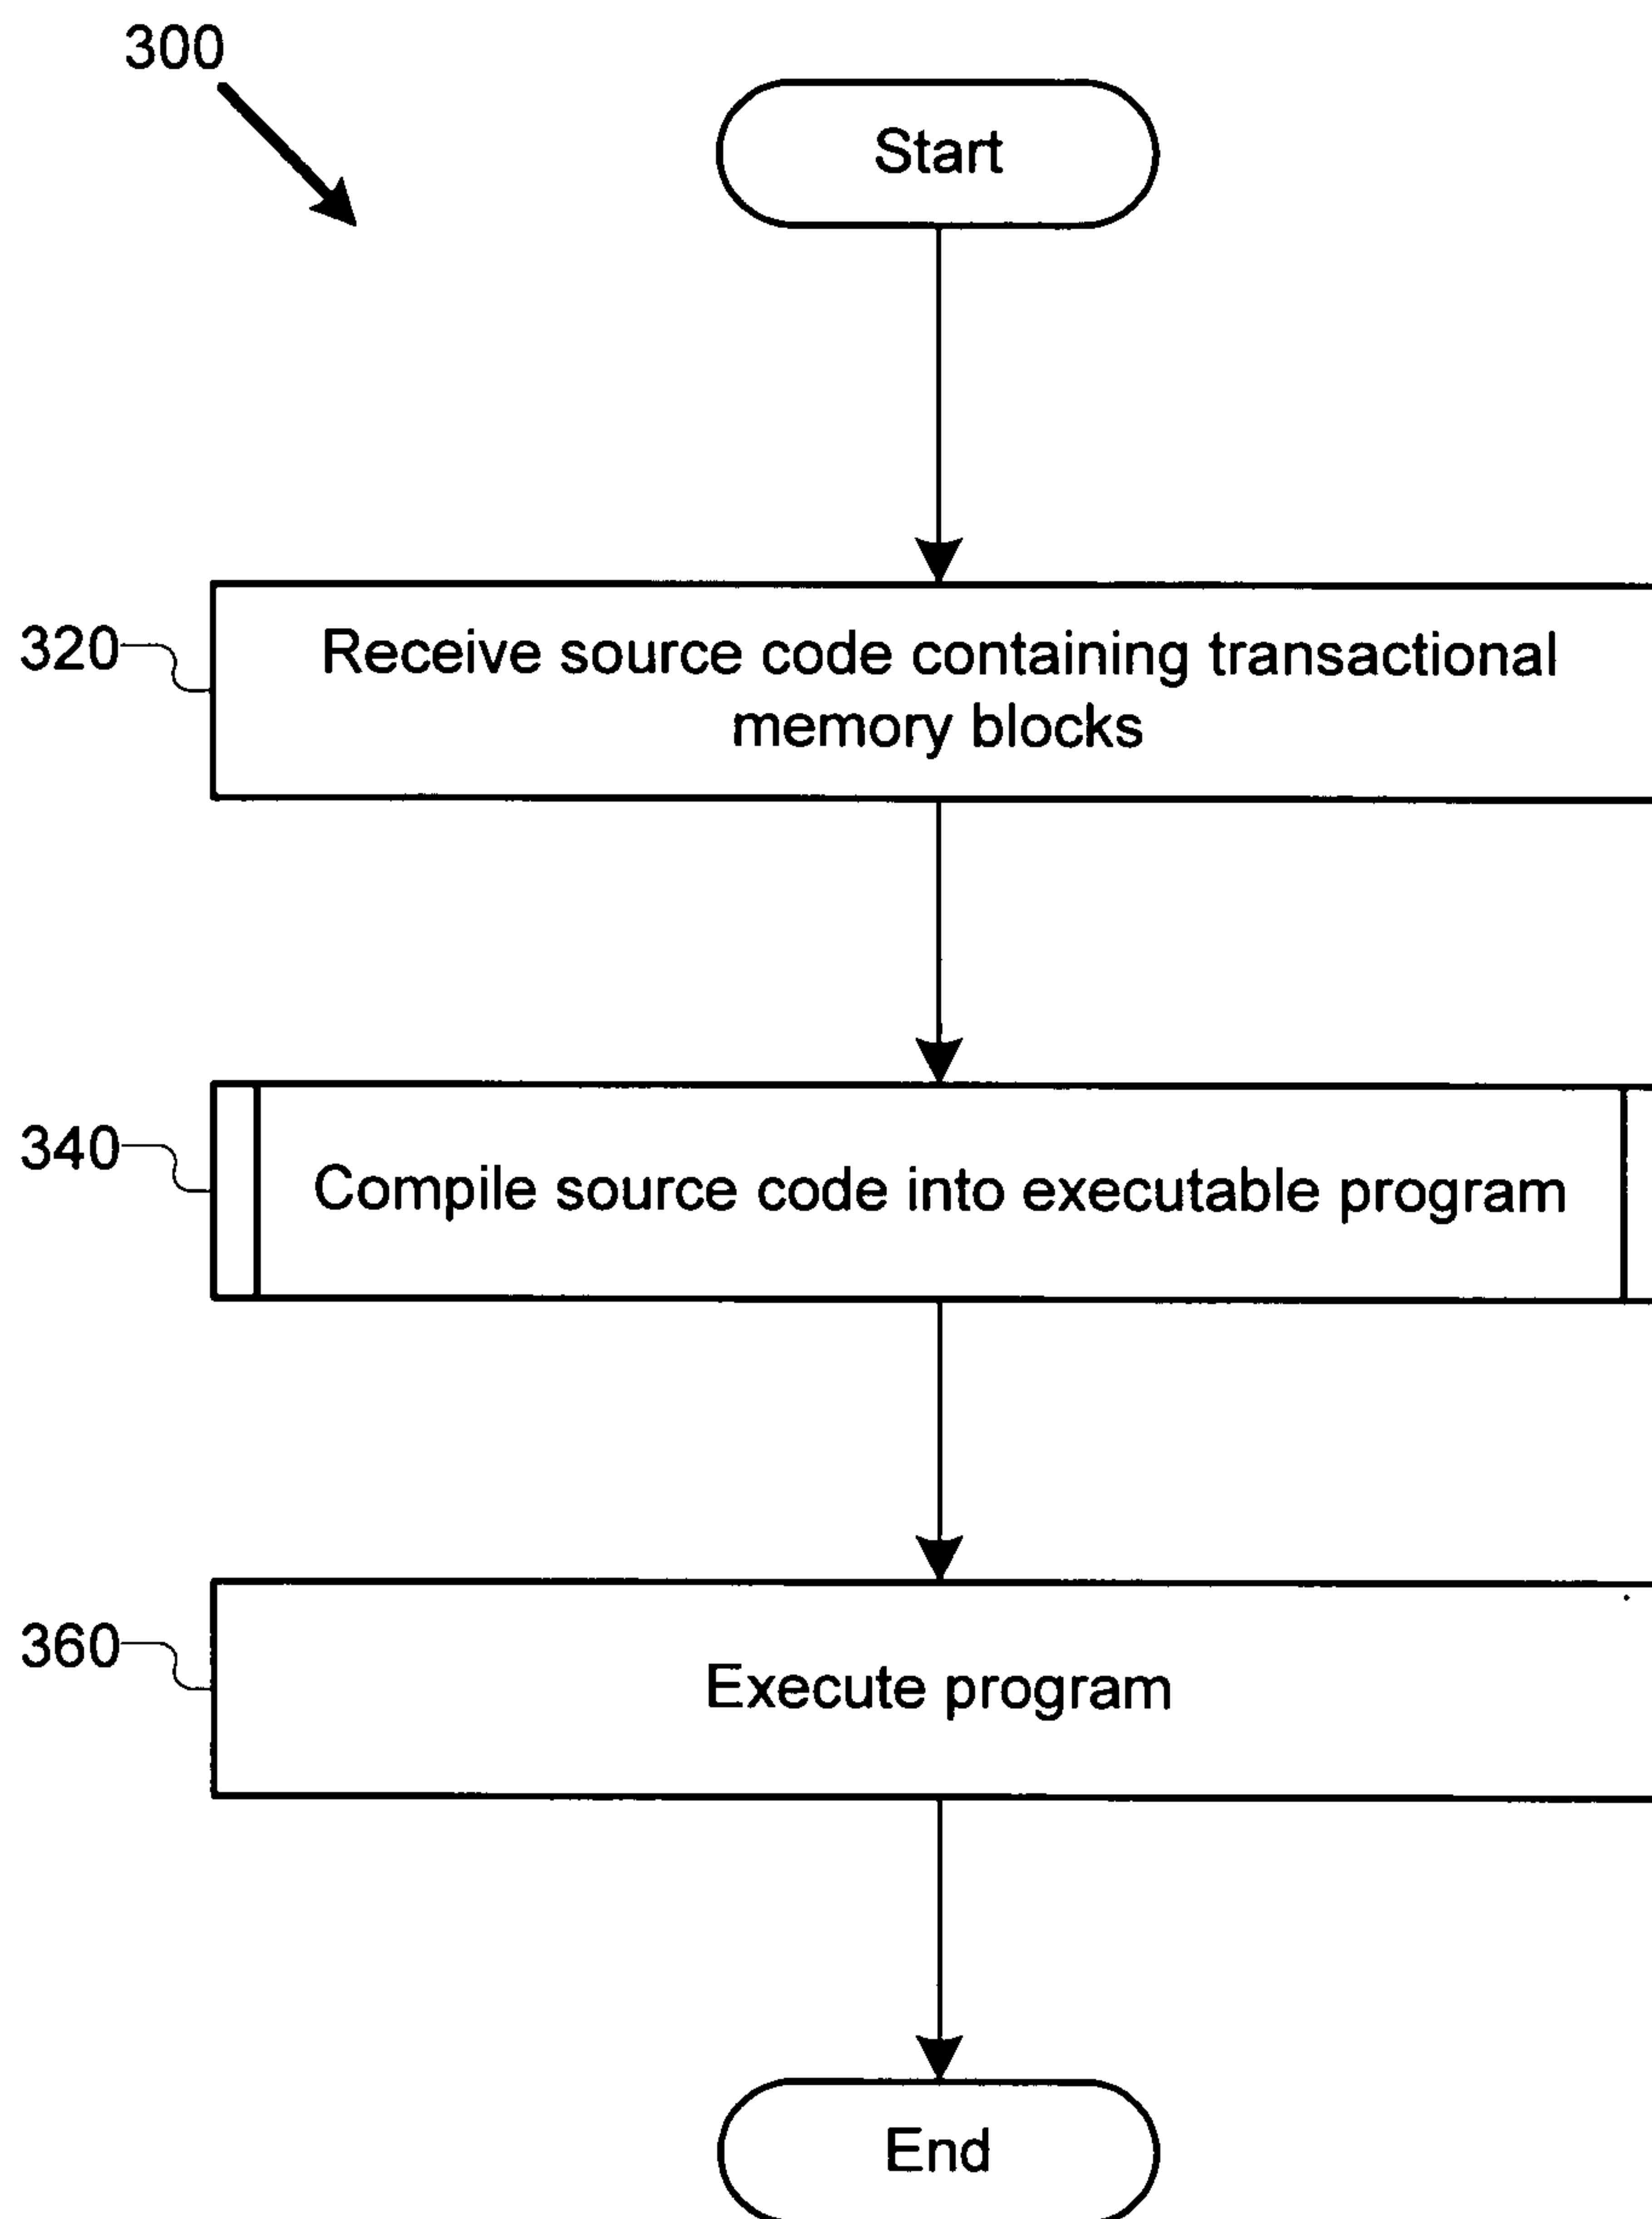 300
Start
320
Receive source code containing transactional
memory blocks
340
Compile source code into executable program
360
Execute program
End